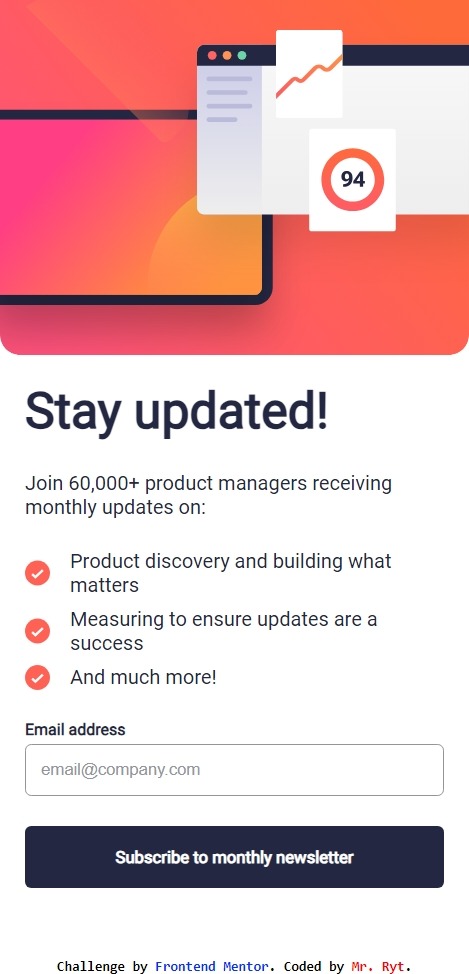 94
Stay updated!
Join 60,000+ product managers receiving
monthly updates on:
Product discovery and building what
matters
Measuring to ensure updates are a
success
And much more!
Email address
email@company.com
Subscribe to monthly newsletter
Challenge by Frontend Mentor. Coded by Mr. Ryt.